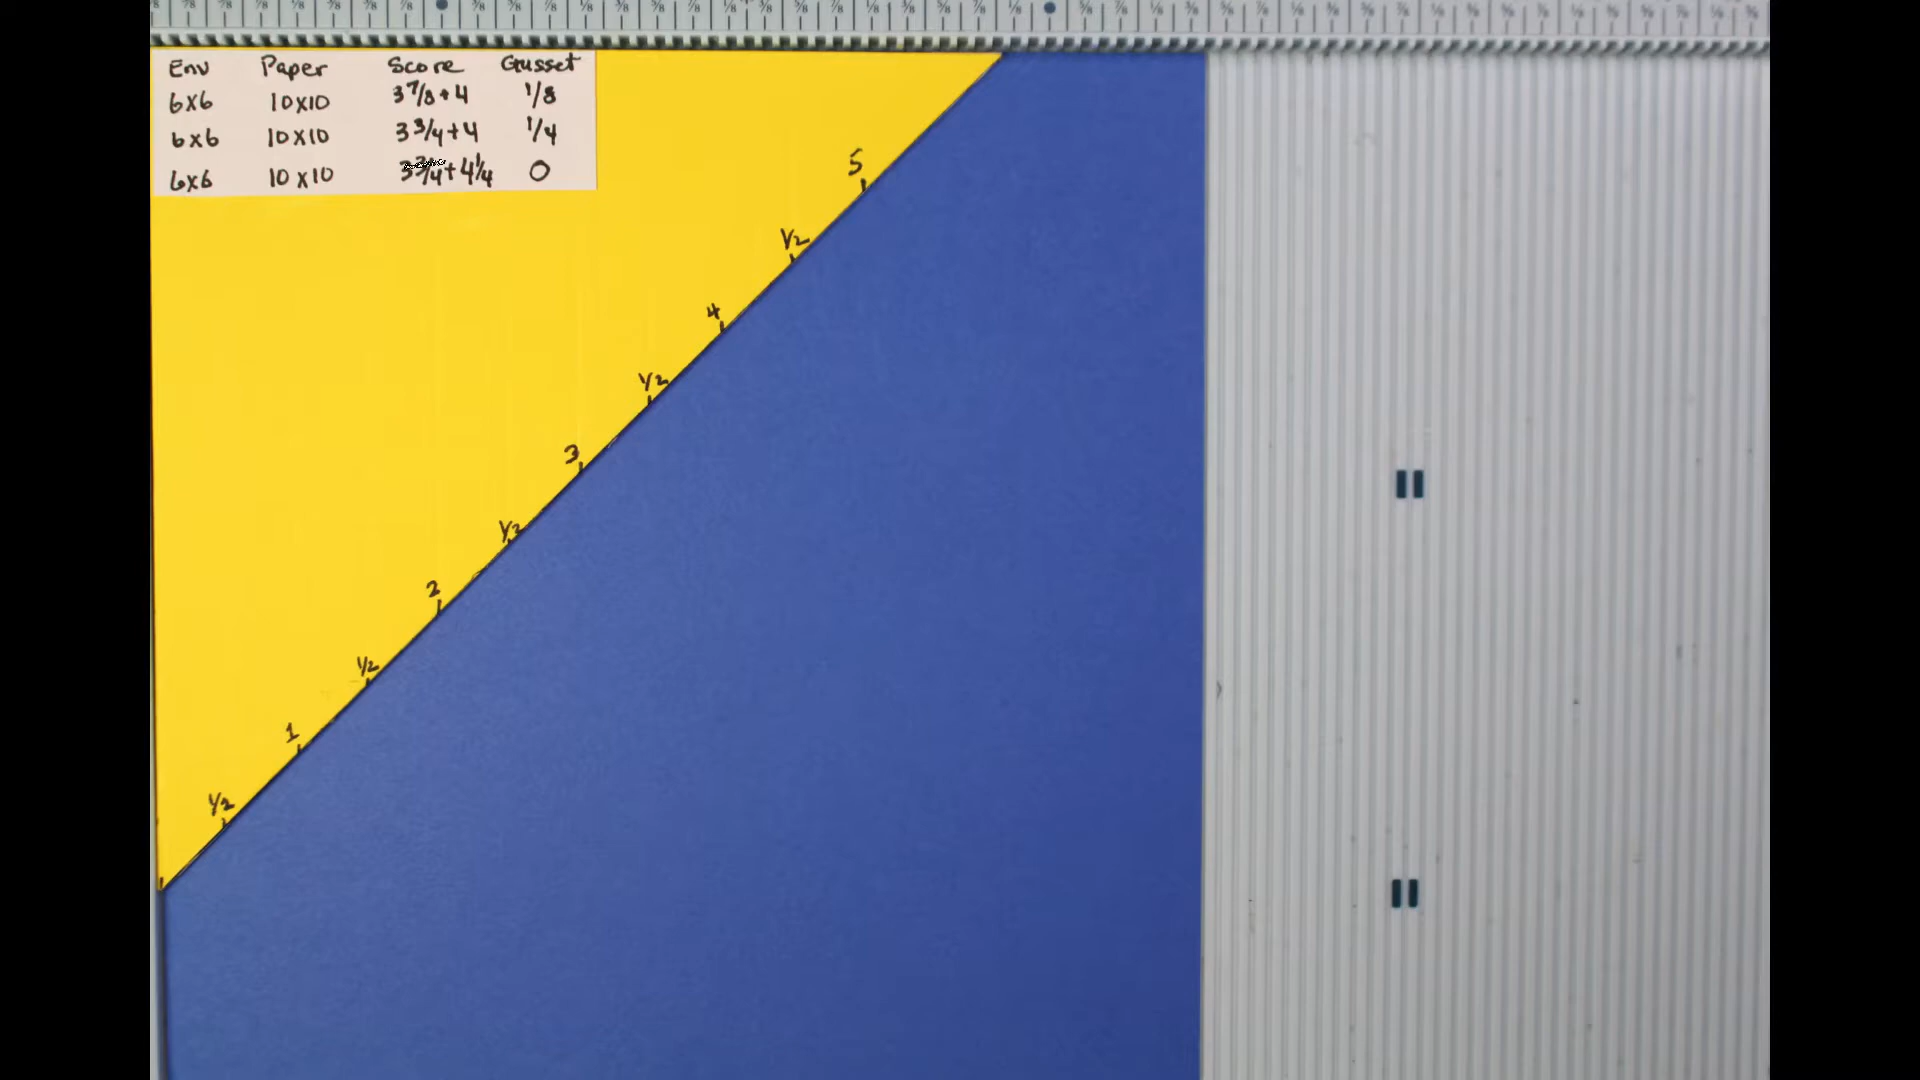 Env Paper Score Gusset
6x6 10x10 3 7/8 + 4 1/8
6x6 10x10 3 3/4 + 4 1/4
6x6 10x10 3 3/4 + 4 1/4 0
5
1/2
4
1/2
3
1/2
2
1/2
1
1/2